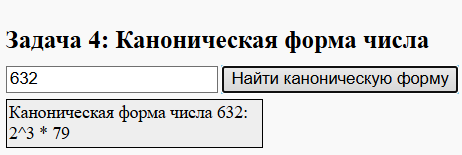 Задача 4: Каноническая форма числа
632
Найти каноническую форму
Каноническая форма числа 632:
2^3 * 79